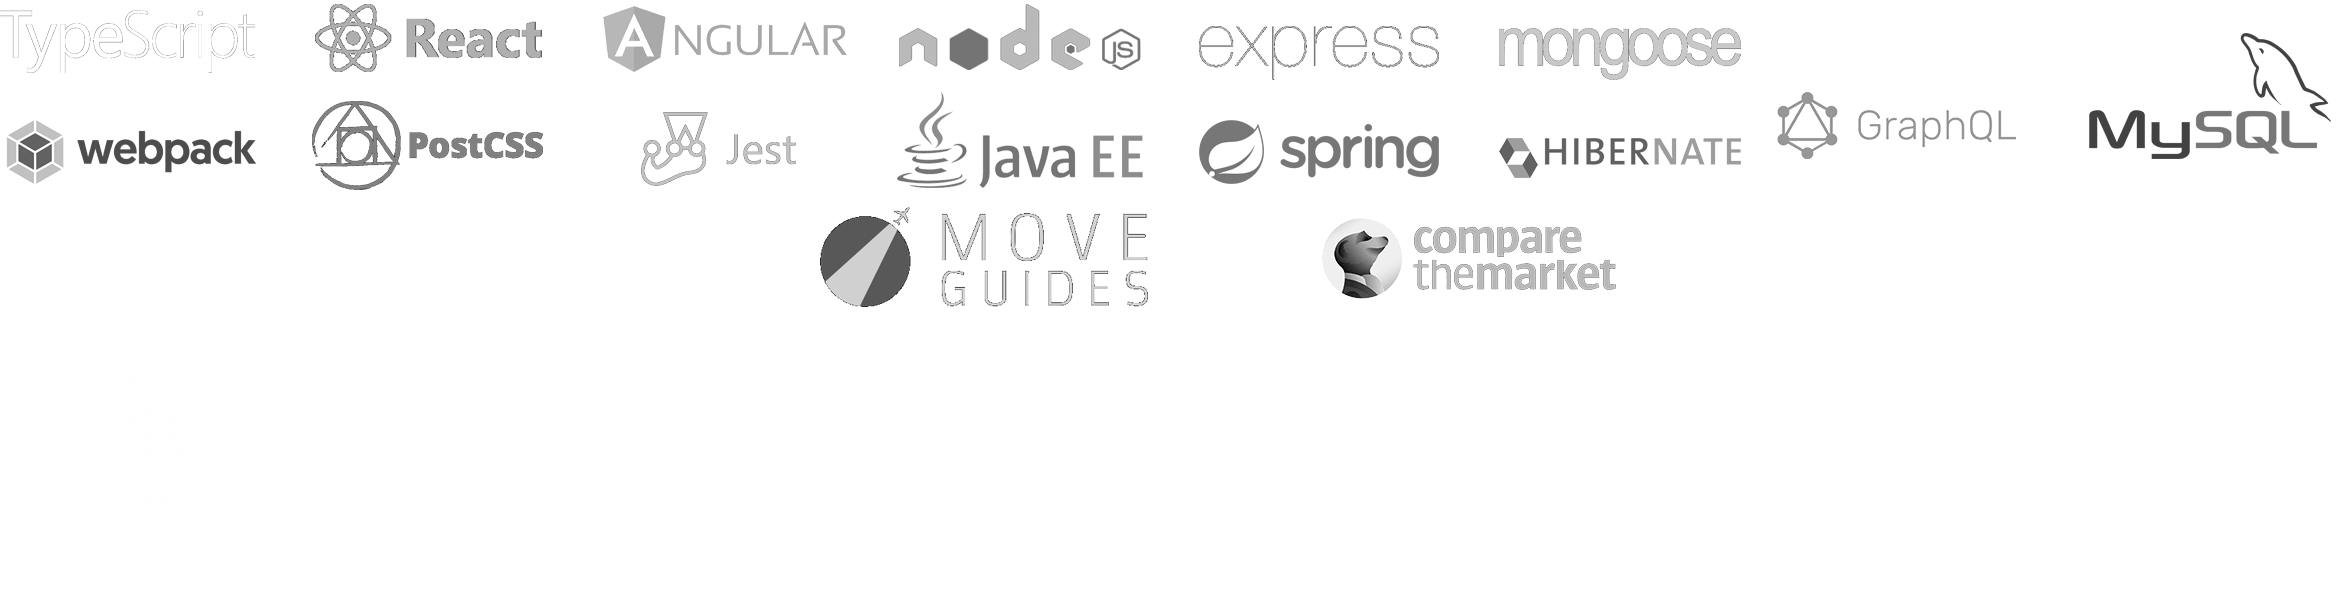 TypeScript
React
ANGULAR
node JS
express
mongoose
webpack
PostCSS
Jest
Java EE
spring
HIBERNATE
GraphQL
MySQL
MOVE
GUIDES
compare
themarket